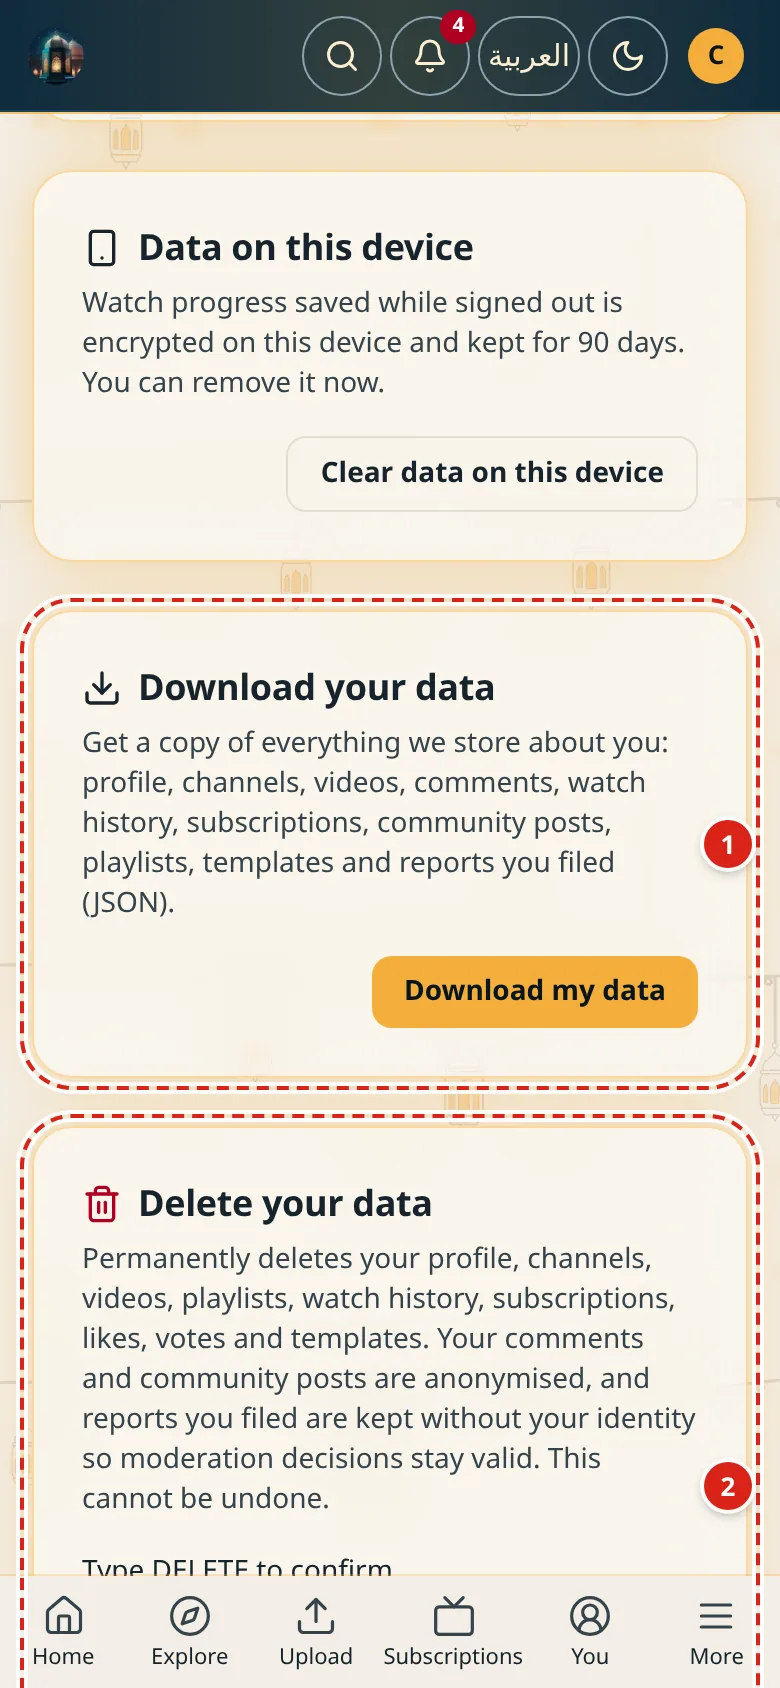 4
العربية
C
Data on this device
Watch progress saved while signed out is
encrypted on this device and kept for 90 days.
You can remove it now.
Clear data on this device
Download your data
Get a copy of everything we store about you:
profile, channels, videos, comments, watch
history, subscriptions, community posts,
playlists, templates and reports you filed
(JSON).
1
Download my data
Delete your data
Permanently deletes your profile, channels,
videos, playlists, watch history, subscriptions,
likes, votes and templates. Your comments
and community posts are anonymised, and
reports you filed are kept without your identity
so moderation decisions stay valid. This
cannot be undone.
2
Type DELETE to confirm
Home
Explore
Upload
Subscriptions
You
More